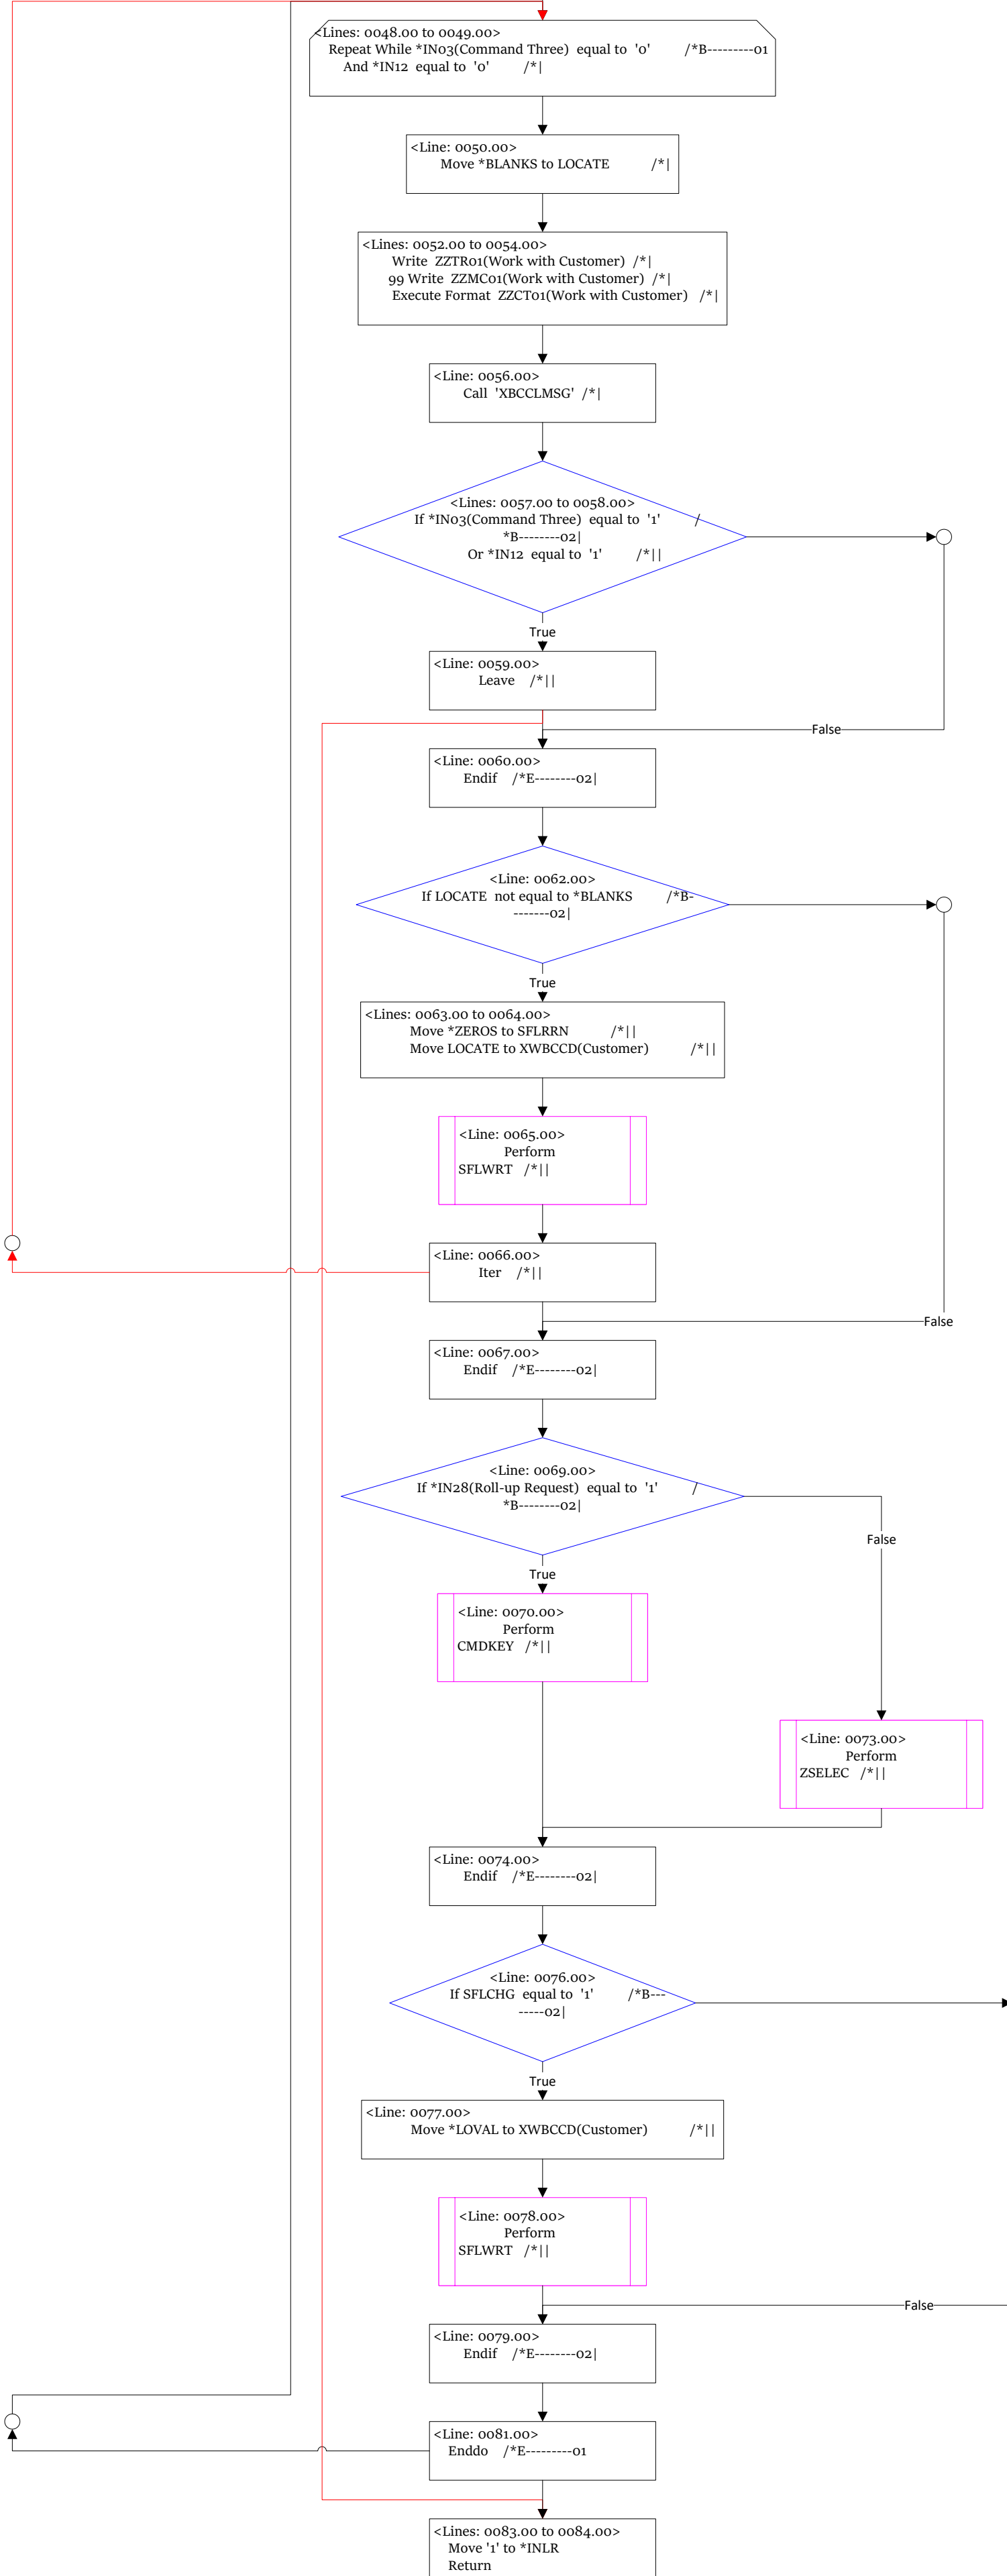 <Lines: 0048.00 to 0049.00>
Repeat While *IN03(Command Three) equal to '0' /*B---------01
And *IN12 equal to '0' /*|
<Line: 0050.00>
Move *BLANKS to LOCATE /*|
<Lines: 0052.00 to 0054.00>
Write ZZTR01(Work with Customer) /*|
99 Write ZZMC01(Work with Customer) /*|
Execute Format ZZCT01(Work with Customer) /*|
<Line: 0056.00>
Call 'XBCCLMSG' /*|
<Lines: 0057.00 to 0058.00>
If *IN03(Command Three) equal to '1' /
*B--------02|
Or *IN12 equal to '1' /*||
True
<Line: 0059.00>
Leave /*||
False
<Line: 0060.00>
Endif /*E--------02|
<Line: 0062.00>
If LOCATE not equal to *BLANKS /*B-
-------02|
True
<Lines: 0063.00 to 0064.00>
Move *ZEROS to SFLRRN /*||
Move LOCATE to XWBCCD(Customer) /*||
<Line: 0065.00>
Perform
SFLWRT /*||
<Line: 0066.00>
Iter /*||
False
<Line: 0067.00>
Endif /*E--------02|
<Line: 0069.00>
If *IN28(Roll-up Request) equal to '1' /
*B--------02|
False
True
<Line: 0070.00>
Perform
CMDKEY /*||
<Line: 0073.00>
Perform
ZSELEC /*||
<Line: 0074.00>
Endif /*E--------02|
<Line: 0076.00>
If SFLCHG equal to '1' /*B---
-----02|
True
<Line: 0077.00>
Move *LOVAL to XWBCCD(Customer) /*||
<Line: 0078.00>
Perform
SFLWRT /*||
False
<Line: 0079.00>
Endif /*E--------02|
<Line: 0081.00>
Enddo /*E---------01
<Lines: 0083.00 to 0084.00>
Move '1' to *INLR
Return